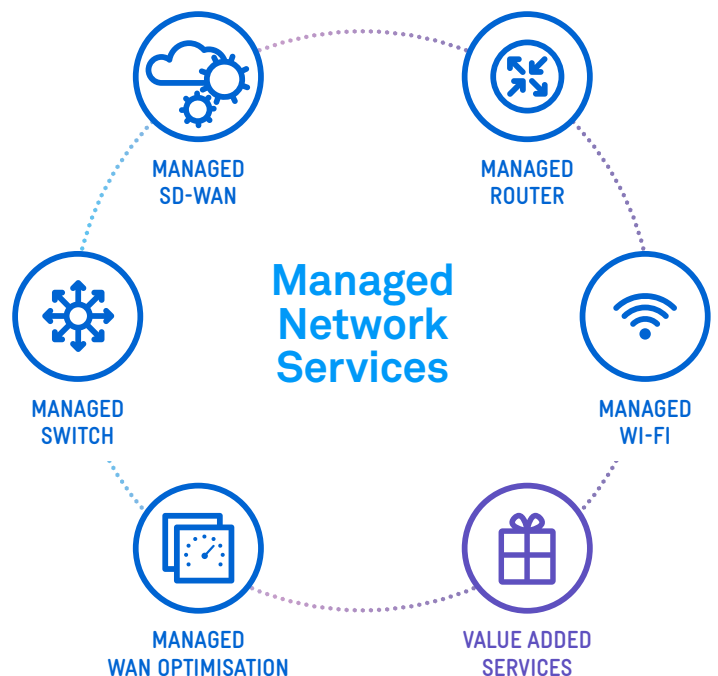 MANAGED
SD-WAN
MANAGED
ROUTER
Managed
Network
Services
MANAGED
SWITCH
MANAGED
WI-FI
MANAGED
WAN OPTIMISATION
VALUE ADDED
SERVICES